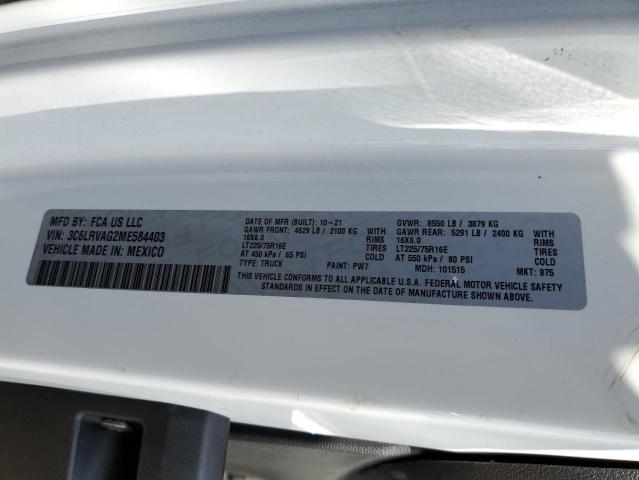 MFD BY: FCA US LLC
VIN: 3C6LRVAG2ME584403
VEHICLE MADE IN: MEXICO
DATE OF MFR (BUILT): 10-21
GAWR FRONT: 4629 LB / 2100 KG WITH
16X6.0 RIMS
LT225/75R16E TIRES
AT 450 kPa / 65 PSI COLD
TYPE: TRUCK PAINT: PW7
GVWR: 8550 LB / 3879 KG
GAWR REAR: 5291 LB / 2400 KG WITH
16X6.0 RIMS
LT225/75R16E TIRES
AT 550 kPa / 80 PSI COLD
MDH: 101515 MKT: 875
THIS VEHICLE CONFORMS TO ALL APPLICABLE U.S.A. FEDERAL MOTOR VEHICLE SAFETY
STANDARDS IN EFFECT ON THE DATE OF MANUFACTURE SHOWN ABOVE.